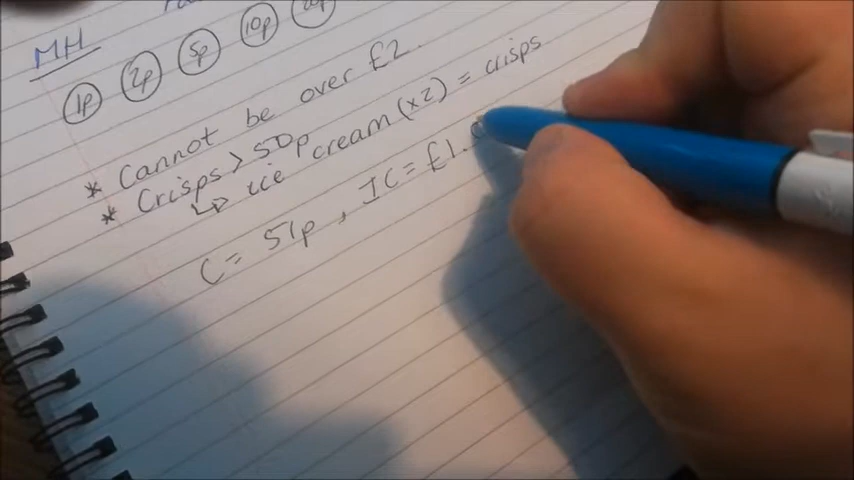 MH
1p 2p 5p 10p
* Cannot be over £2.
* Crisps > 50p
↳ ice cream (x2) = crisps
C = 51p, IC = £1.